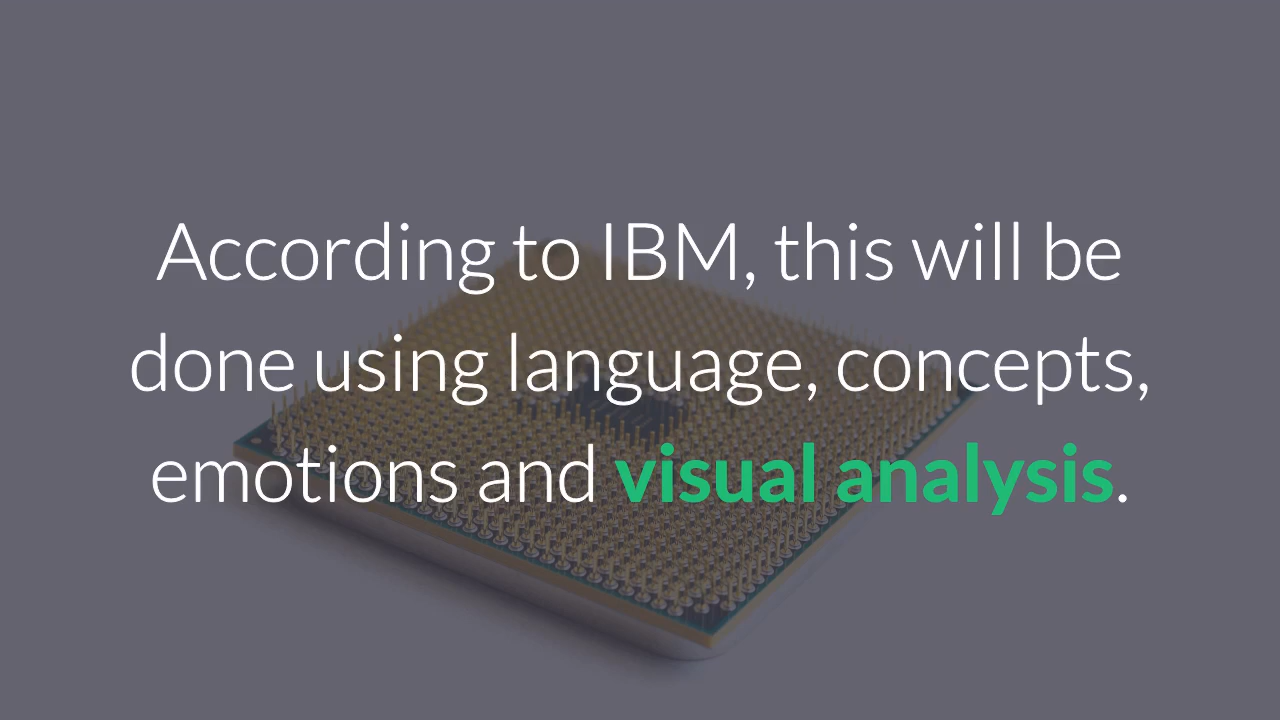 According to IBM, this will be
done using language, concepts,
emotions and visual analysis.